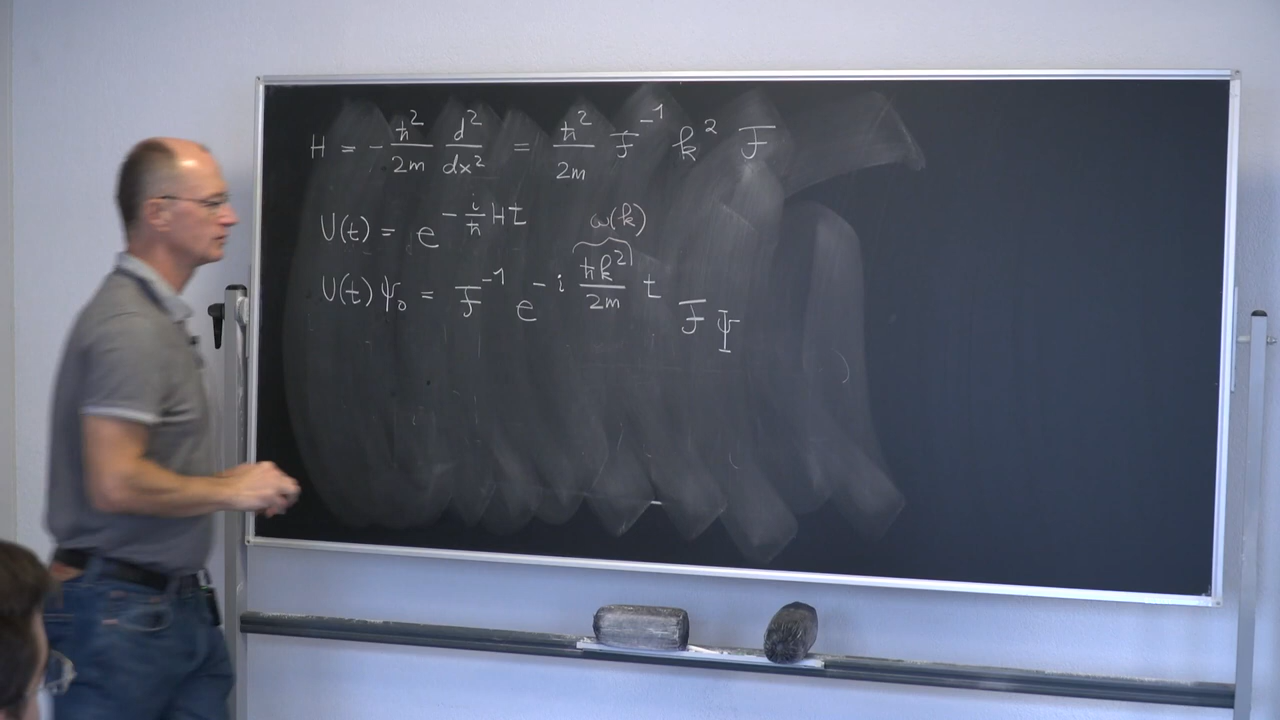 H = - ℏ²/2m d²/dx² = ℏ²/2m F⁻¹ k² F
U(t) = e^{- i/ℏ H t}
ω(k)
U(t) ψ₀ = F⁻¹ e^{- i ℏk²/2m t} F Ψ